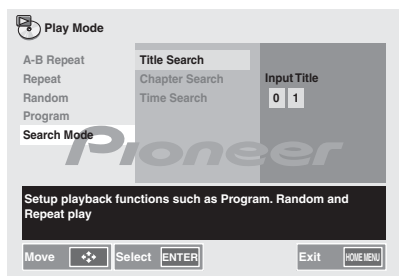 Play Mode
A-B Repeat
Repeat
Random
Program
Search Mode
Title Search
Chapter Search
Time Search
Input Title
0 1
Pioneer
Setup playback functions such as Program. Random and
Repeat play
Move Select ENTER Exit HOME MENU